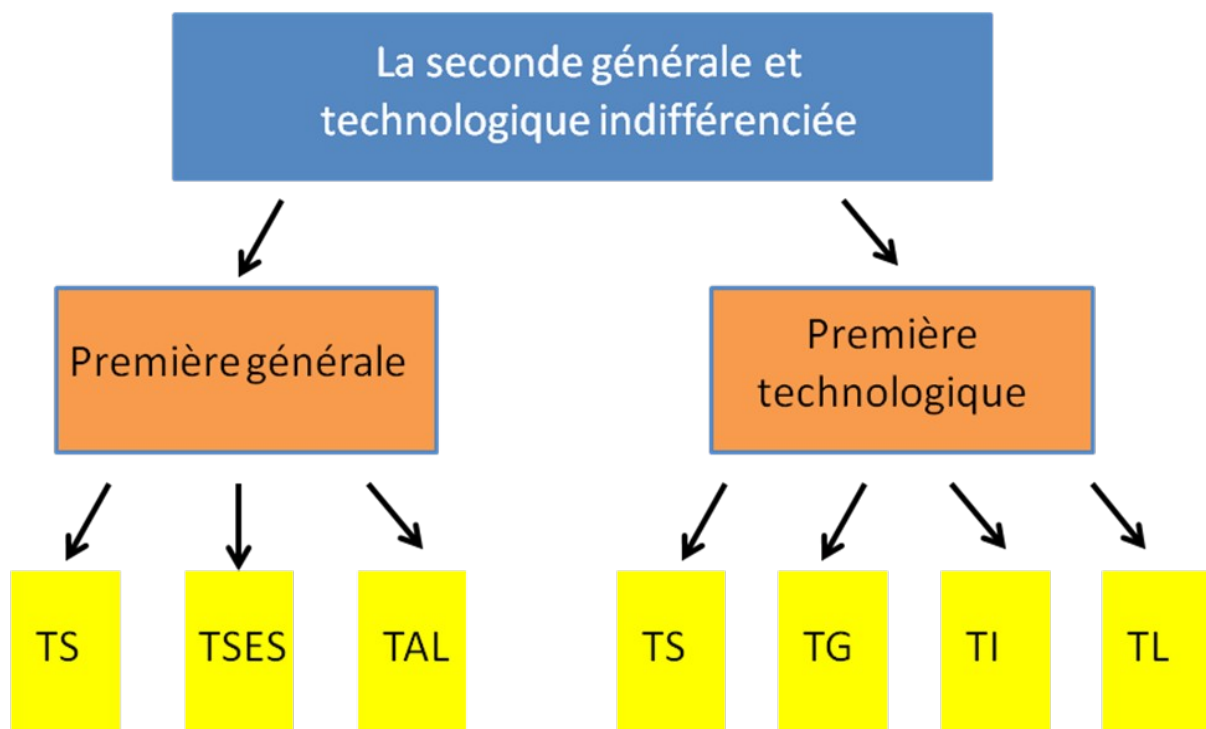 La seconde générale et
technologique indifférenciée
Première générale
Première
technologique
TS
TSES
TAL
TS
TG
TI
TL